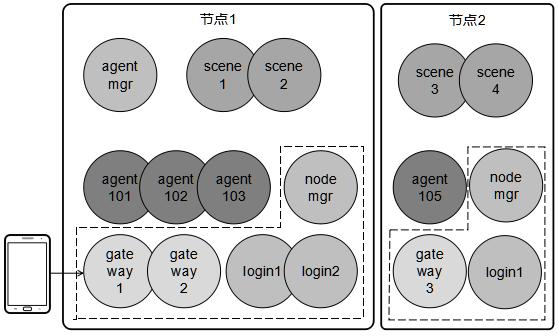 节点1
节点2
agent
mgr
scene
1
scene
2
scene
3
scene
4
agent
101
agent
102
agent
103
node
mgr
agent
105
node
mgr
gate
way
1
gate
way
2
login1
login2
gate
way
3
login1